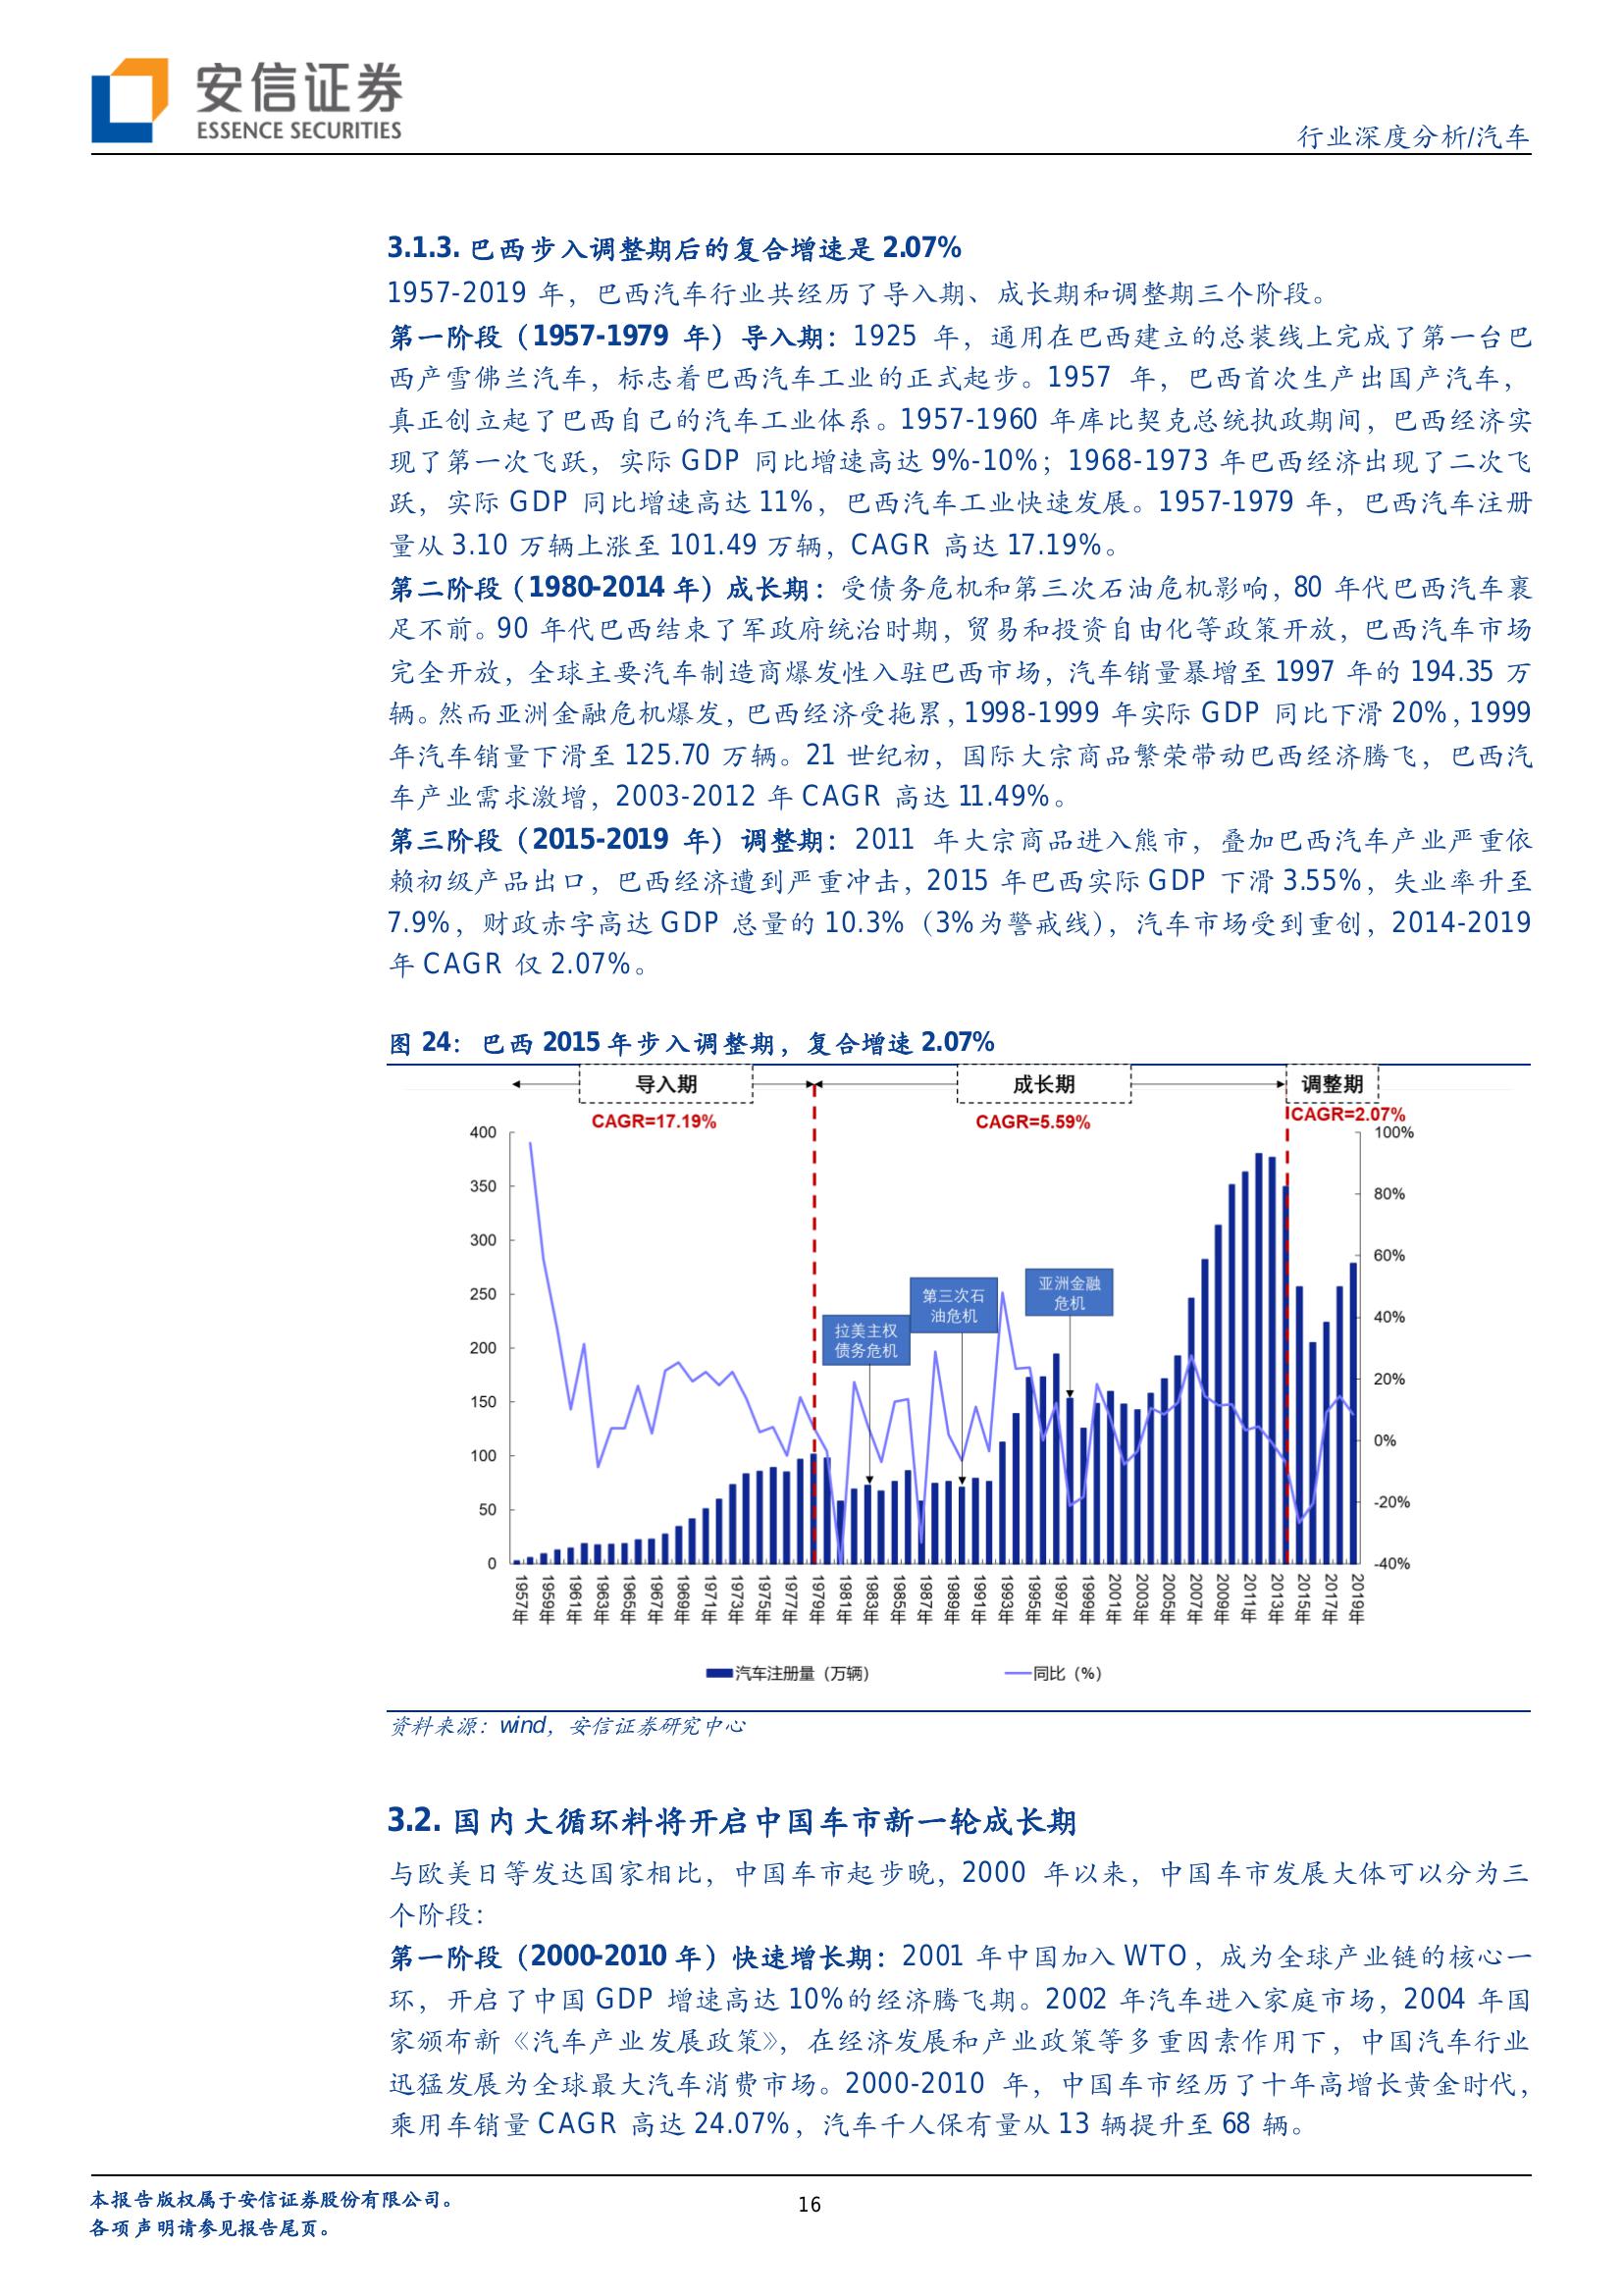 安信证券
ESSENCE SECURITIES
行业深度分析/汽车
3.1.3. 巴西步入调整期后的复合增速是 2.07%
1957-2019 年，巴西汽车行业共经历了导入期、成长期和调整期三个阶段。
第一阶段（1957-1979 年）导入期：1925 年，通用在巴西建立的总装线上完成了第一台巴
西产雪佛兰汽车，标志着巴西汽车工业的正式起步。1957 年，巴西首次生产出国产汽车，
真正创立起了巴西自己的汽车工业体系。1957-1960 年库比契克总统执政期间，巴西经济实
现了第一次飞跃，实际 GDP 同比增速高达 9%-10%；1968-1973 年巴西经济出现了二次飞
跃，实际 GDP 同比增速高达 11%，巴西汽车工业快速发展。1957-1979 年，巴西汽车注册
量从 3.10 万辆上涨至 101.49 万辆，CAGR 高达 17.19%。
第二阶段（1980-2014 年）成长期：受债务危机和第三次石油危机影响，80 年代巴西汽车裹
足不前。90 年代巴西结束了军政府统治时期，贸易和投资自由化等政策开放，巴西汽车市场
完全开放，全球主要汽车制造商爆发性入驻巴西市场，汽车销量暴增至 1997 年的 194.35 万
辆。然而亚洲金融危机爆发，巴西经济受拖累，1998-1999 年实际 GDP 同比下滑 20%，1999
年汽车销量下滑至 125.70 万辆。21 世纪初，国际大宗商品繁荣带动巴西经济腾飞，巴西汽
车产业需求激增，2003-2012 年 CAGR 高达 11.49%。
第三阶段（2015-2019 年）调整期：2011 年大宗商品进入熊市，叠加巴西汽车产业严重依
赖初级产品出口，巴西经济遭到严重冲击，2015 年巴西实际 GDP 下滑 3.55%，失业率升至
7.9%，财政赤字高达 GDP 总量的 10.3%（3%为警戒线），汽车市场受到重创，2014-2019
年 CAGR 仅 2.07%。
图 24：巴西 2015 年步入调整期，复合增速 2.07%
导入期 成长期 调整期
CAGR=17.19% CAGR=5.59% CAGR=2.07%
400 100%
350 80%
300 60%
250 40%
200 20%
150 0%
100 -20%
50 -40%
0
拉美主权
债务危机
第三次石
油危机
亚洲金融
危机
1957年 1959年 1961年 1963年 1965年 1967年 1969年 1971年 1973年 1975年 1977年 1979年 1981年 1983年 1985年 1987年 1989年 1991年 1993年 1995年 1997年 1999年 2001年 2003年 2005年 2007年 2009年 2011年 2013年 2015年 2017年 2019年
汽车注册量（万辆） 同比（%）
资料来源：wind，安信证券研究中心
3.2. 国内大循环料将开启中国车市新一轮成长期
与欧美日等发达国家相比，中国车市起步晚，2000 年以来，中国车市发展大体可以分为三
个阶段：
第一阶段（2000-2010 年）快速增长期：2001 年中国加入 WTO，成为全球产业链的核心一
环，开启了中国 GDP 增速高达 10%的经济腾飞期。2002 年汽车进入家庭市场，2004 年国
家颁布新《汽车产业发展政策》，在经济发展和产业政策等多重因素作用下，中国汽车行业
迅猛发展为全球最大汽车消费市场。2000-2010 年，中国车市经历了十年高增长黄金时代，
乘用车销量 CAGR 高达 24.07%，汽车千人保有量从 13 辆提升至 68 辆。
本报告版权属于安信证券股份有限公司。
各项声明请参见报告尾页。
16